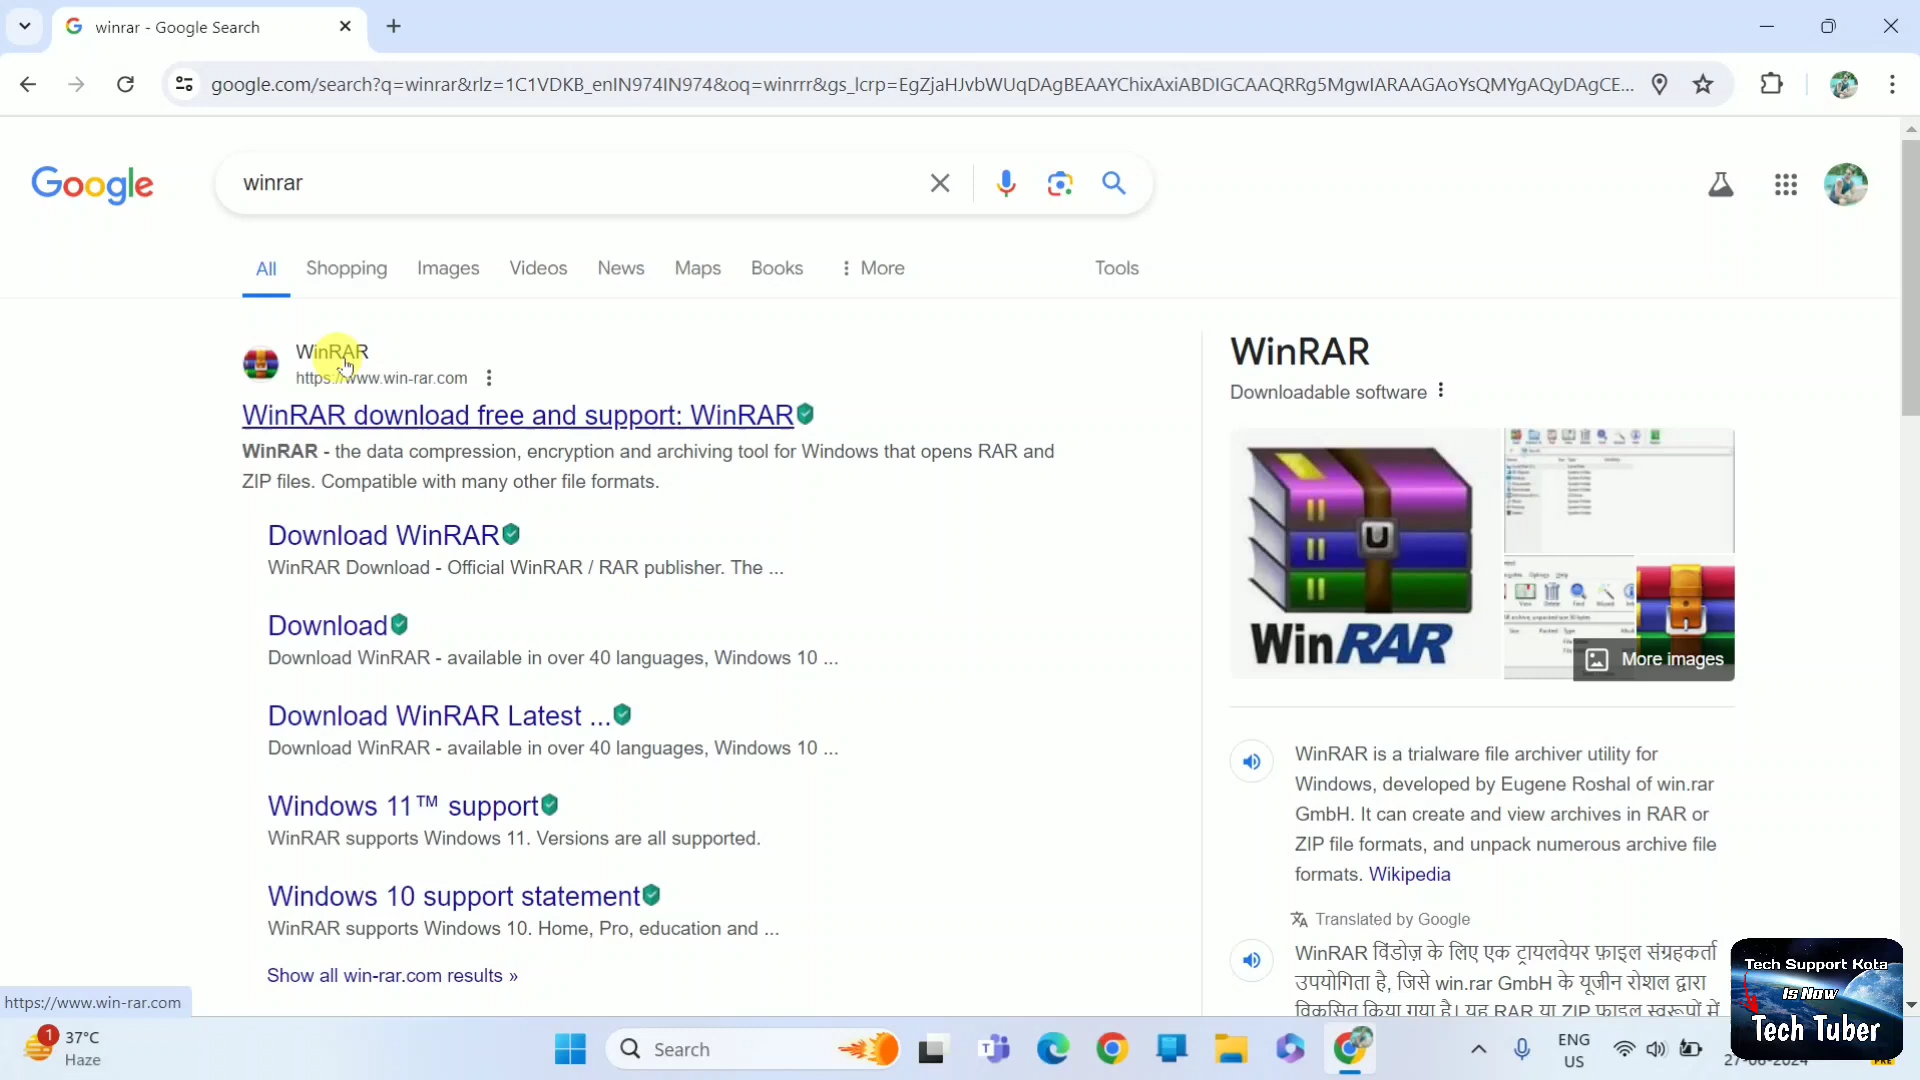 winrar - Google Search
google.com/search?q=winrar&rlz=1C1VDKB_enIN974IN974&oq=winrrr&gs_lcrp=EgZjaHJvbWUqDAgBEAAYChixAxiABDIGCAAQRRg5MgwIARAAGAoYsQMYgAQyDAgCE...
Google
winrar
All Shopping Images Videos News Maps Books More Tools
WinRAR
https://www.win-rar.com
WinRAR download free and support: WinRAR
WinRAR - the data compression, encryption and archiving tool for Windows that opens RAR and
ZIP files. Compatible with many other file formats.
Download WinRAR
WinRAR Download - Official WinRAR / RAR publisher. The ...
Download
Download WinRAR - available in over 40 languages, Windows 10 ...
Download WinRAR Latest ...
Download WinRAR - available in over 40 languages, Windows 10 ...
Windows 11™ support
WinRAR supports Windows 11. Versions are all supported.
Windows 10 support statement
WinRAR supports Windows 10. Home, Pro, education and ...
Show all win-rar.com results »
https://www.win-rar.com
WinRAR
Downloadable software
WinRAR
More images
WinRAR is a trialware file archiver utility for
Windows, developed by Eugene Roshal of win.rar
GmbH. It can create and view archives in RAR or
ZIP file formats, and unpack numerous archive file
formats. Wikipedia
Translated by Google
WinRAR विंडोज़ के लिए एक ट्रायलवेयर फ़ाइल संग्रहकर्ता
उपयोगिता है, जिसे win.rar GmbH के यूजीन रोशल द्वारा
विकसित किया गया है। यह RAR या ZIP फ़ाइल स्वरूपों में
Tech Support Kota
Is Now
Tech Tuber
1
37°C
Haze
Search
ENG
US